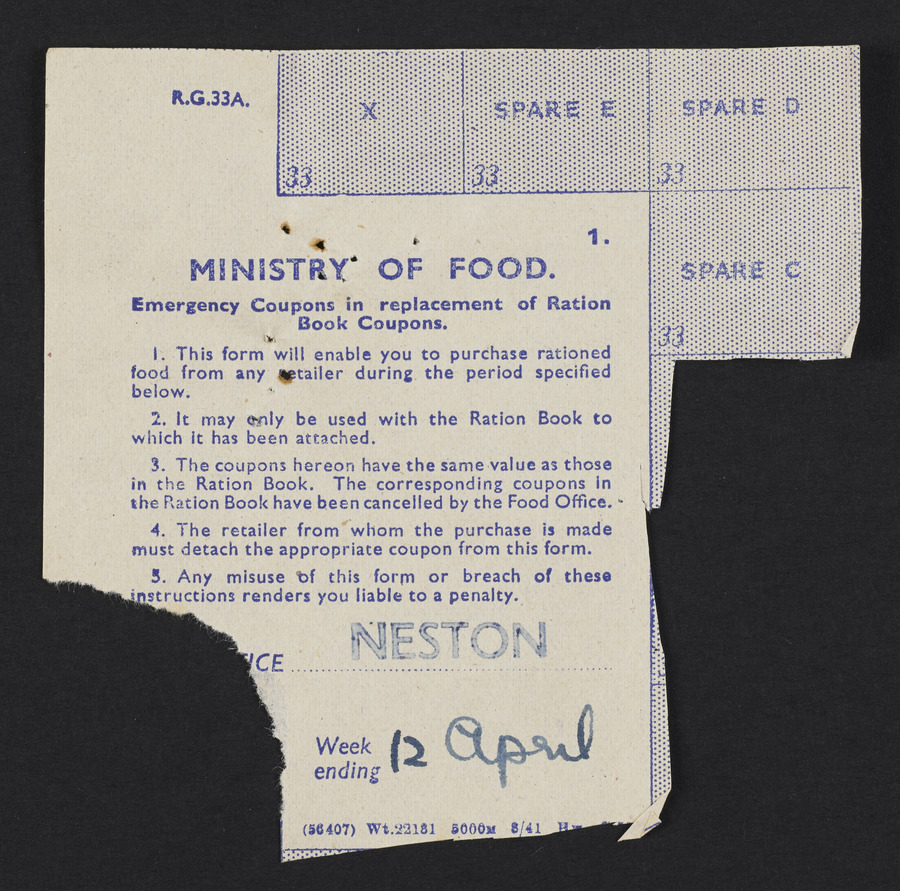 R.G.33A.
X SPARE E SPARE D
33 33 33
1.
MINISTRY OF FOOD.
SPARE C
33
Emergency Coupons in replacement of Ration
Book Coupons.
1. This form will enable you to purchase rationed
food from any retailer during the period specified
below.
2. It may only be used with the Ration Book to
which it has been attached.
3. The coupons hereon have the same value as those
in the Ration Book. The corresponding coupons in
the Ration Book have been cancelled by the Food Office.
4. The retailer from whom the purchase is made
must detach the appropriate coupon from this form.
5. Any misuse of this form or breach of these
instructions renders you liable to a penalty.
ICE NESTON
Week 12 April
ending
(56407) Wt.22131 5000M 8/41